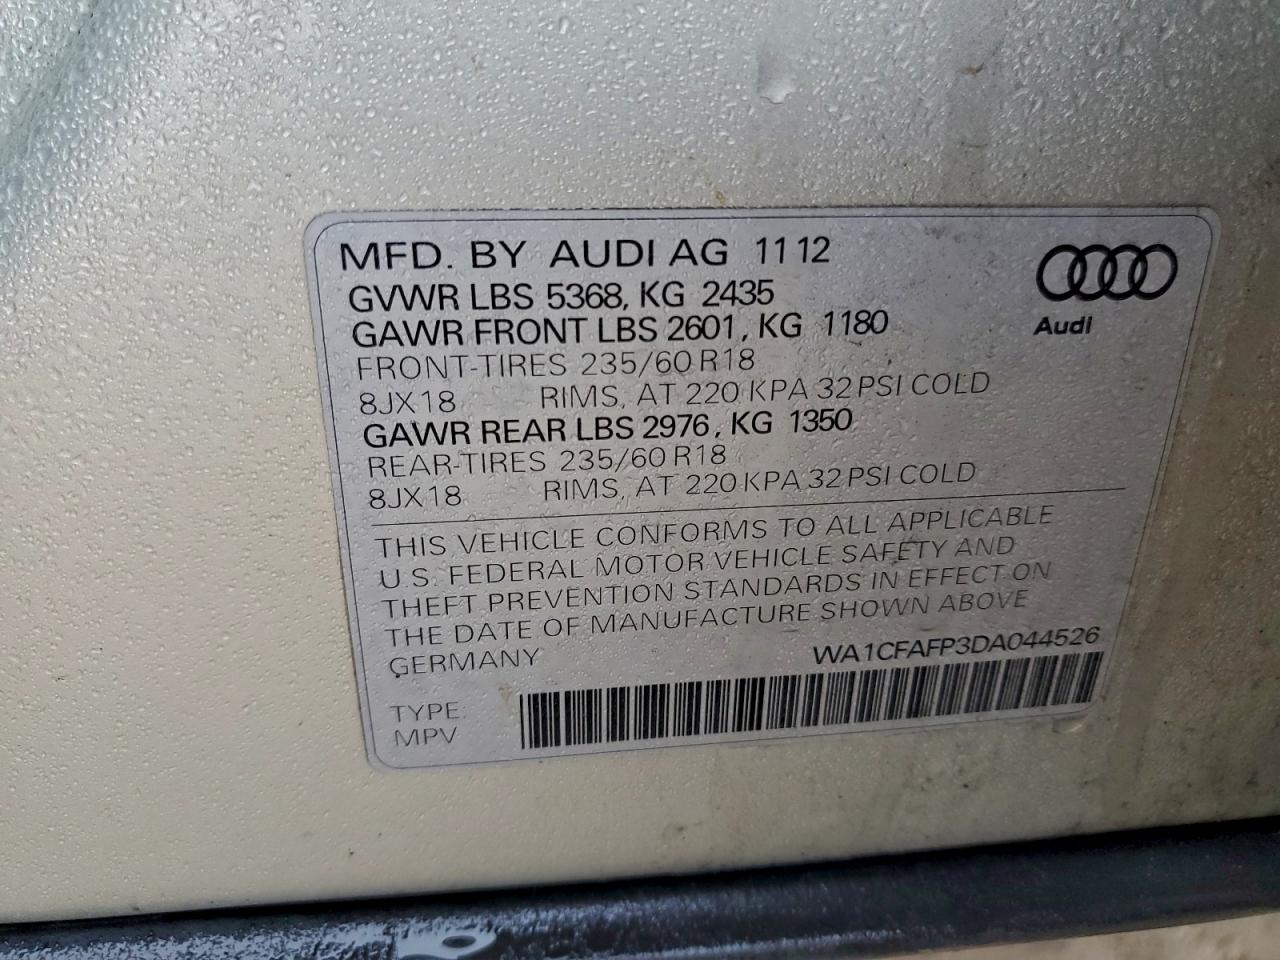 MFD. BY AUDI AG 11 12
GVWR LBS 5368, KG 2435
GAWR FRONT LBS 2601, KG 1180
FRONT-TIRES 235/60 R18
8JX18 RIMS, AT 220 KPA 32 PSI COLD
GAWR REAR LBS 2976, KG 1350
REAR-TIRES 235/60 R18
8JX18 RIMS, AT 220 KPA 32 PSI COLD
Audi
THIS VEHICLE CONFORMS TO ALL APPLICABLE
U.S. FEDERAL MOTOR VEHICLE SAFETY AND
THEFT PREVENTION STANDARDS IN EFFECT ON
THE DATE OF MANUFACTURE SHOWN ABOVE
GERMANY WA1CFAFP3DA044526
TYPE:
MPV